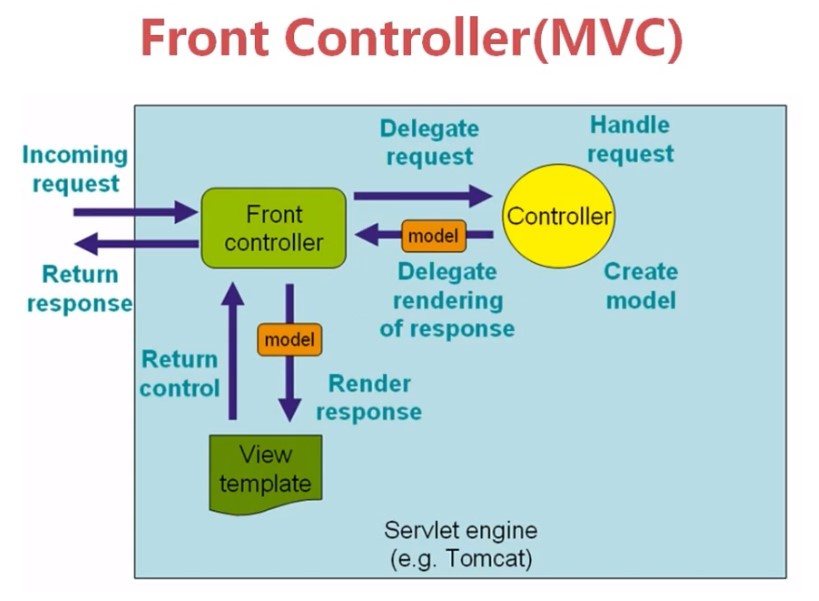 Front Controller(MVC)
Incoming
request
Return
response
Front
controller
Delegate
request
Handle
request
Controller
model
Delegate
rendering
of response
Create
model
model
Return
control
Render
response
View
template
Servlet engine
(e.g. Tomcat)